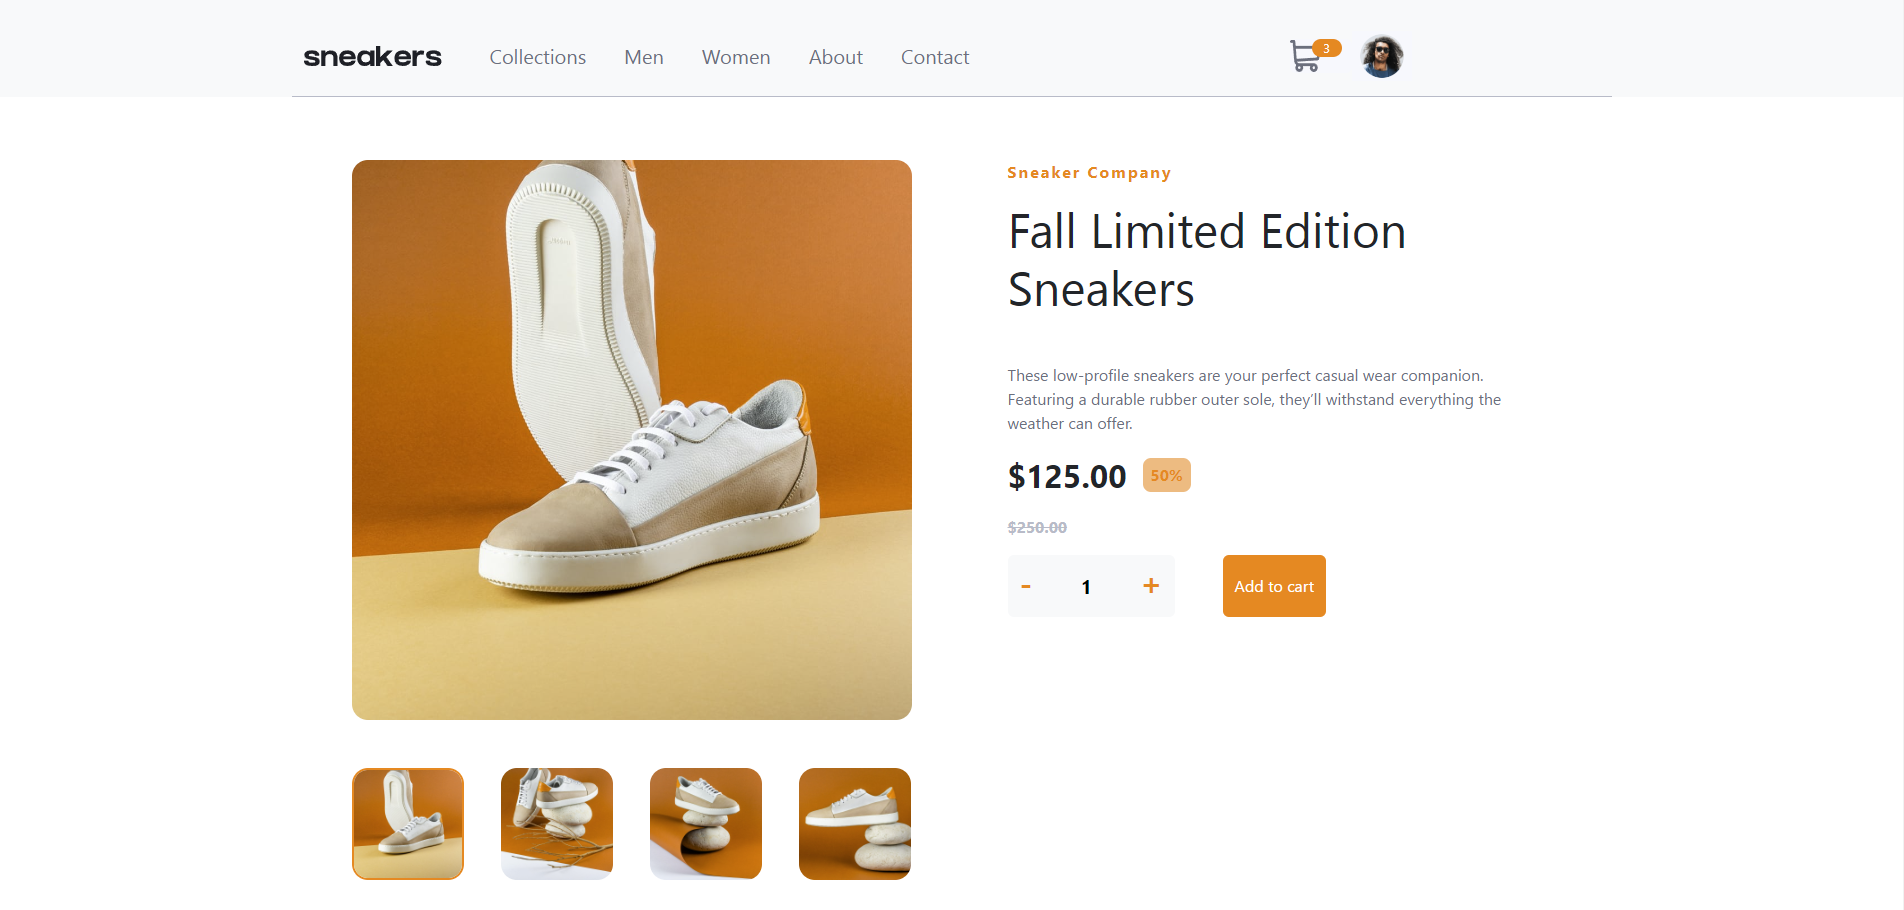 sneakers Collections Men Women About Contact 3
Sneaker Company
Fall Limited Edition
Sneakers
These low-profile sneakers are your perfect casual wear companion.
Featuring a durable rubber outer sole, they’ll withstand everything the
weather can offer.
$125.00 50%
$250.00
- 1 + Add to cart